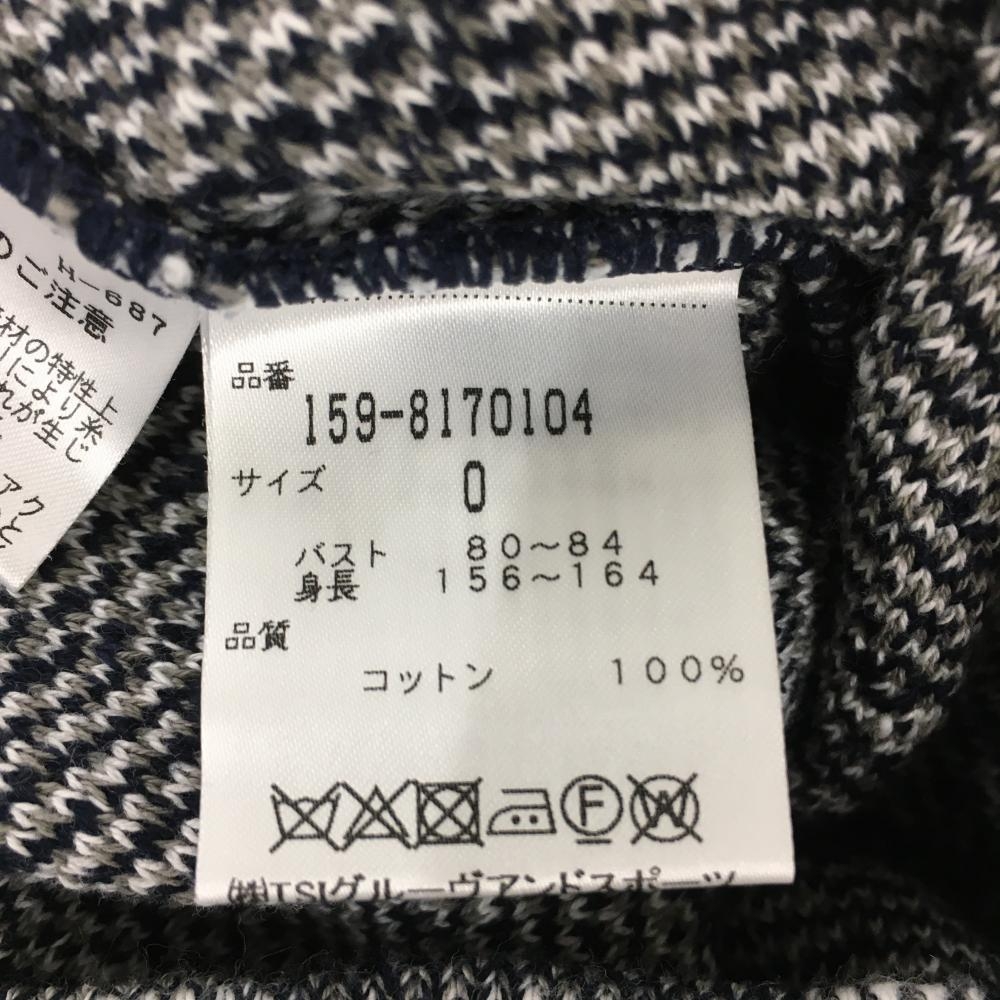 のご注意
H-687
素材の特性上
りにより糸
れが生じ
アク
と
品番
159-8170104
サイズ 0
バスト 80~84
身長 156~164
品質
コットン 100%
F W
㈱TSIグルーヴアンドスポーツ